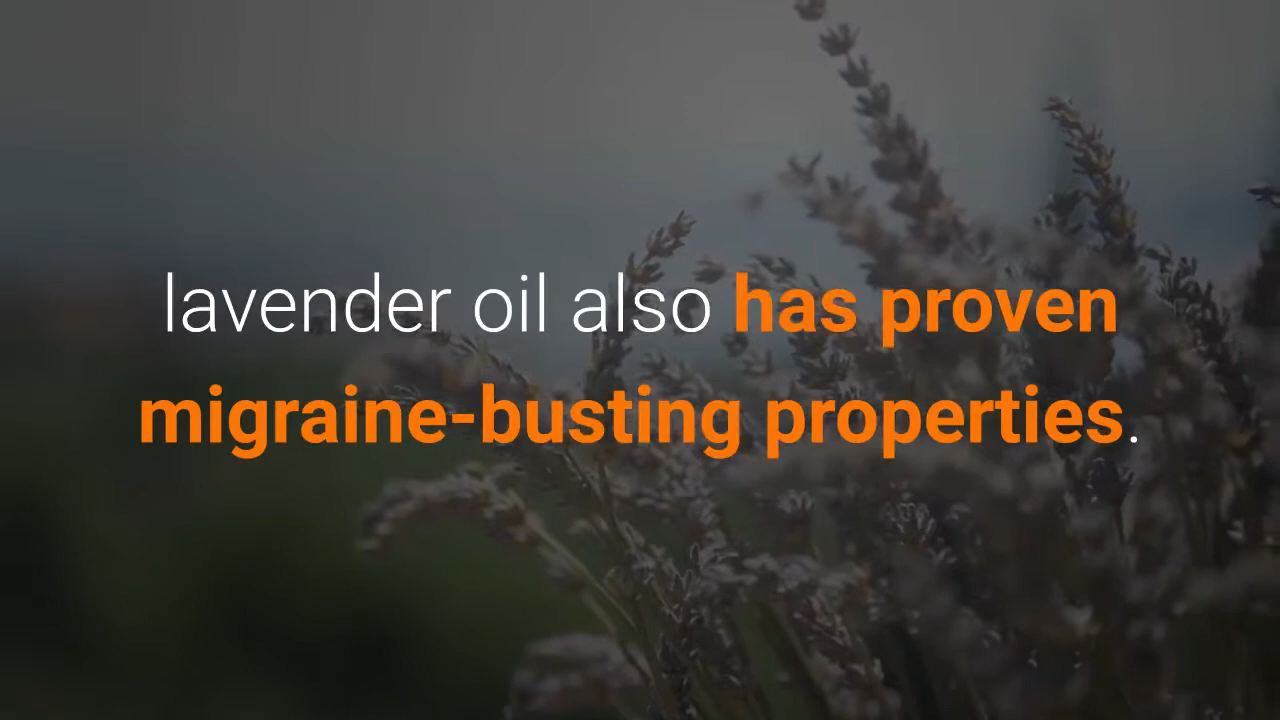 lavender oil also has proven
migraine-busting properties.